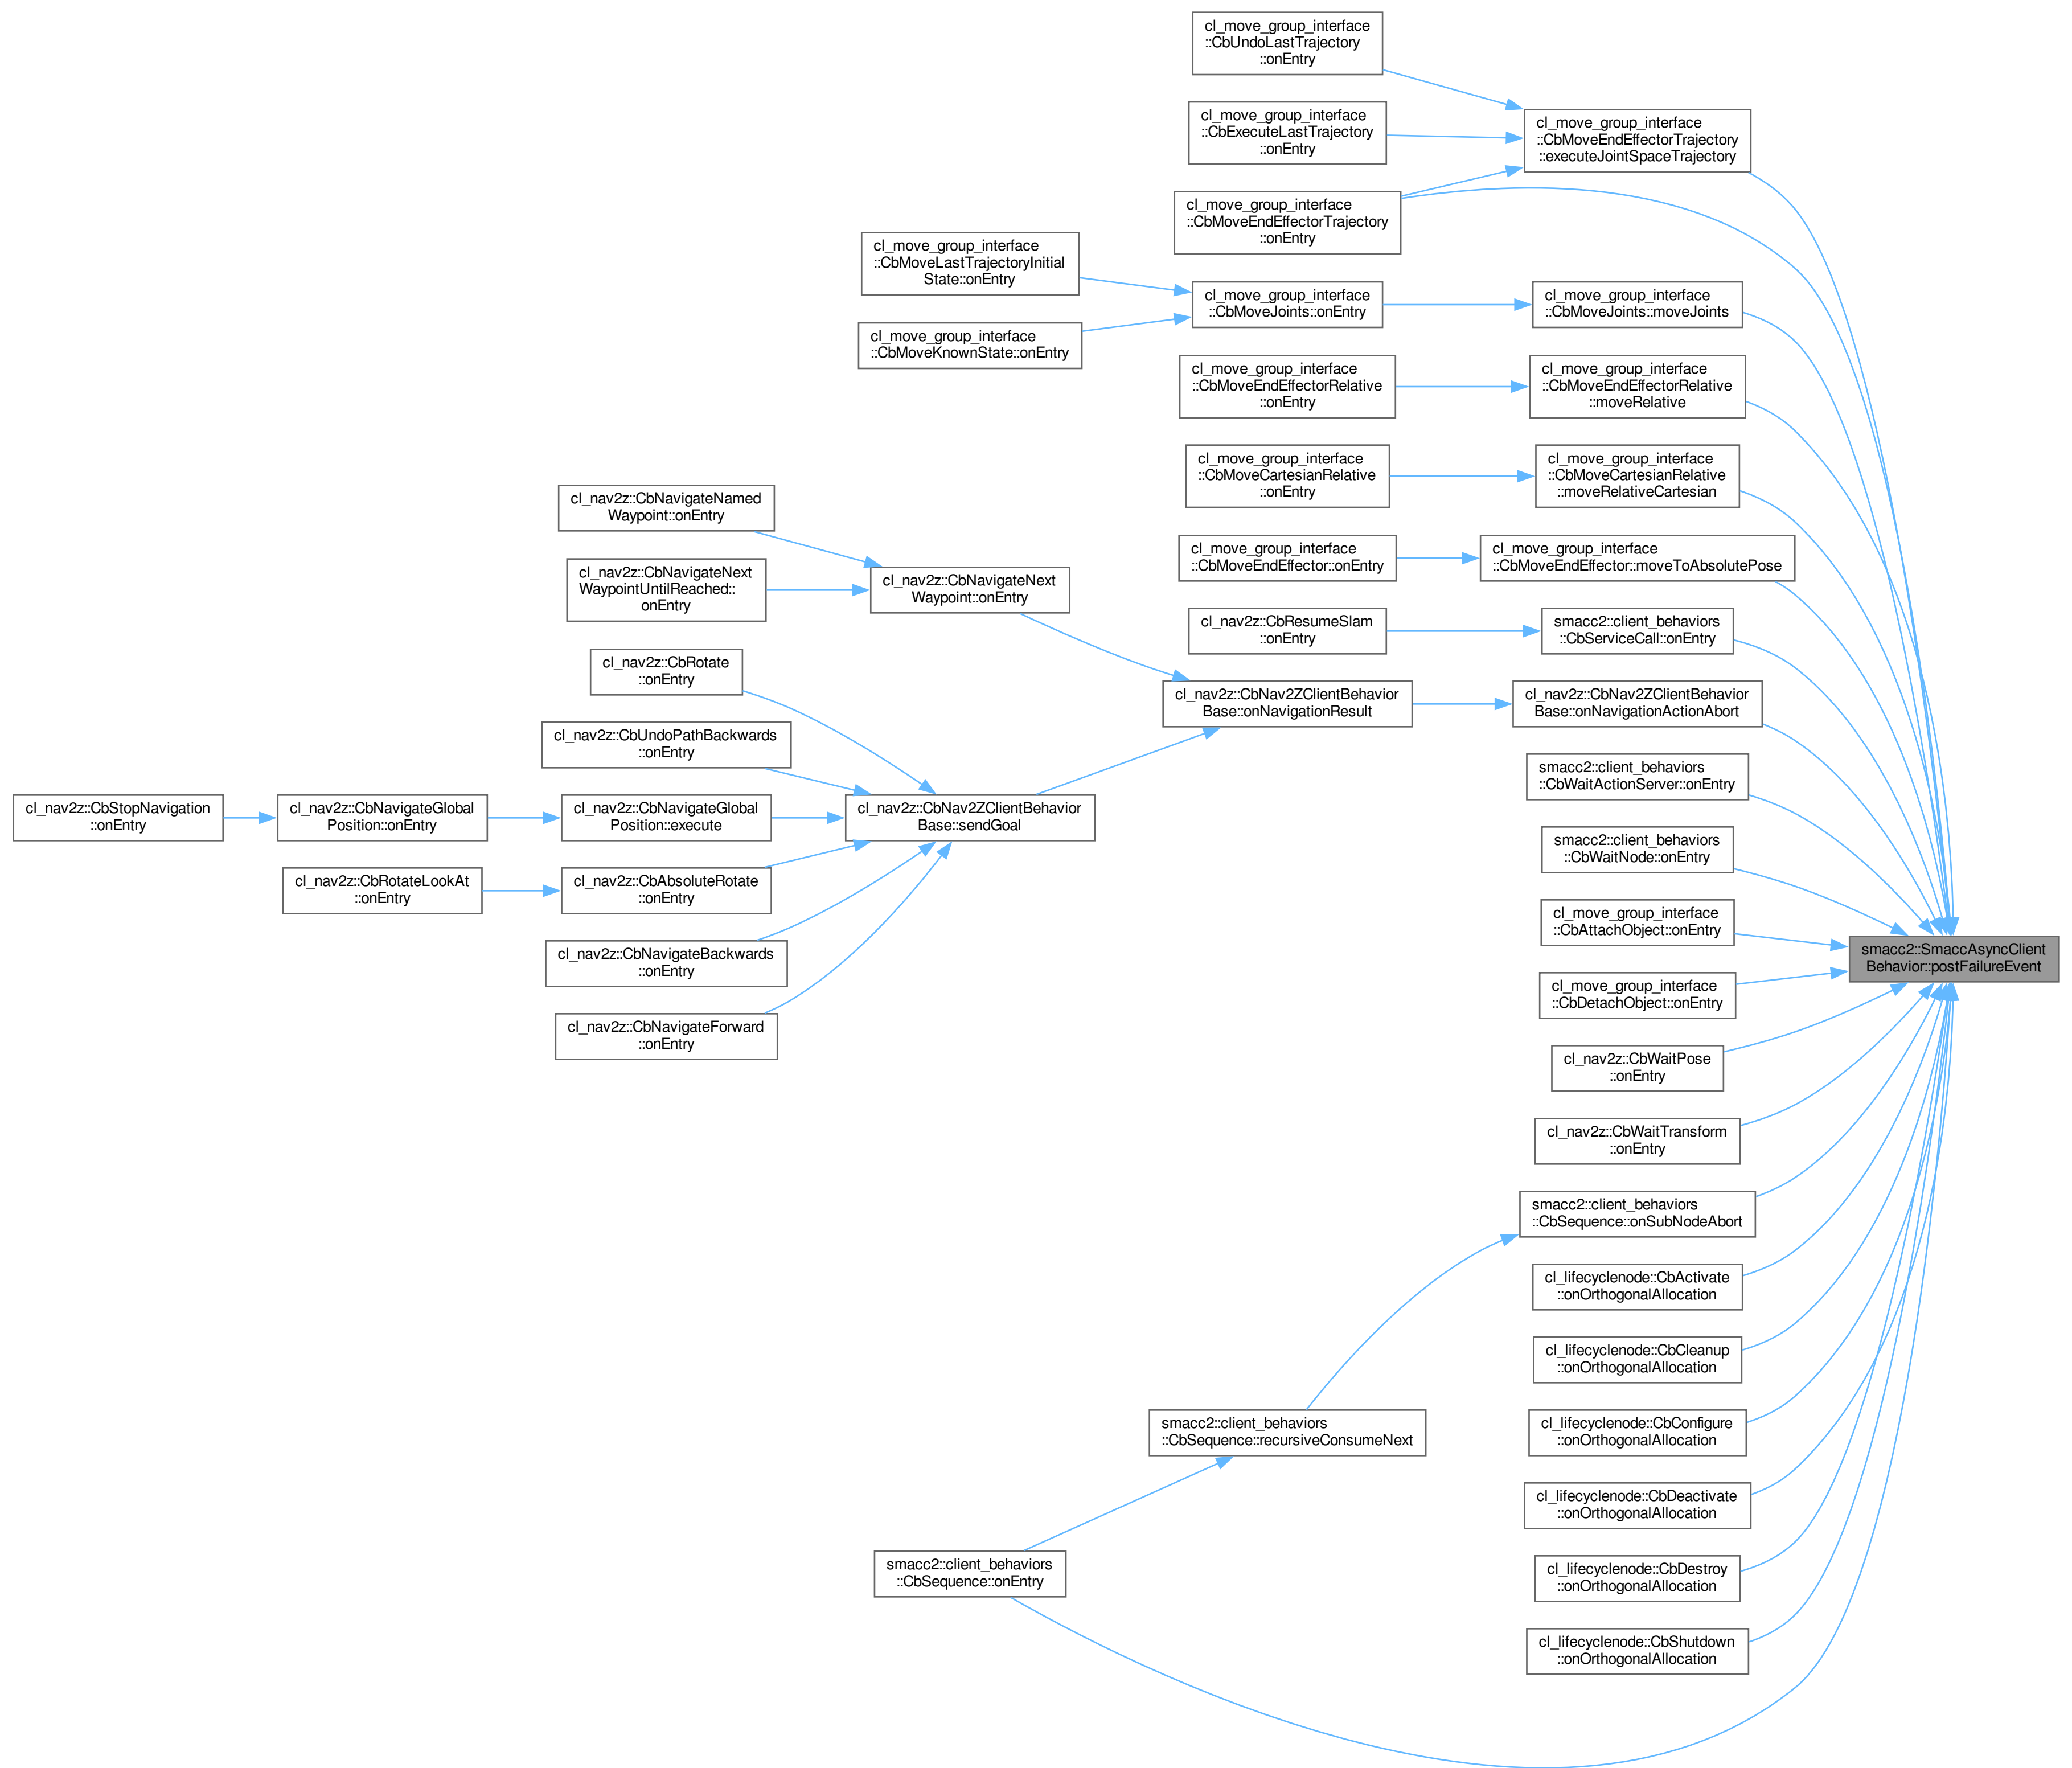 cl_move_group_interface
::CbUndoLastTrajectory
::onEntry
cl_move_group_interface
::CbExecuteLastTrajectory
::onEntry
cl_move_group_interface
::CbMoveEndEffectorTrajectory
::executeJointSpaceTrajectory
cl_move_group_interface
::CbMoveEndEffectorTrajectory
::onEntry
cl_move_group_interface
::CbMoveLastTrajectoryInitial
State::onEntry
cl_move_group_interface
::CbMoveJoints::onEntry
cl_move_group_interface
::CbMoveJoints::moveJoints
cl_move_group_interface
::CbMoveKnownState::onEntry
cl_move_group_interface
::CbMoveEndEffectorRelative
::onEntry
cl_move_group_interface
::CbMoveEndEffectorRelative
::moveRelative
cl_move_group_interface
::CbMoveCartesianRelative
::onEntry
cl_move_group_interface
::CbMoveCartesianRelative
::moveRelativeCartesian
cl_nav2z::CbNavigateNamed
Waypoint::onEntry
cl_move_group_interface
::CbMoveEndEffector::onEntry
cl_move_group_interface
::CbMoveEndEffector::moveToAbsolutePose
cl_nav2z::CbNavigateNext
WaypointUntilReached::
onEntry
cl_nav2z::CbNavigateNext
Waypoint::onEntry
cl_nav2z::CbResumeSlam
::onEntry
smacc2::client_behaviors
::CbServiceCall::onEntry
cl_nav2z::CbRotate
::onEntry
cl_nav2z::CbNav2ZClientBehavior
Base::onNavigationResult
cl_nav2z::CbNav2ZClientBehavior
Base::onNavigationActionAbort
cl_nav2z::CbUndoPathBackwards
::onEntry
smacc2::client_behaviors
::CbWaitActionServer::onEntry
cl_nav2z::CbStopNavigation
::onEntry
cl_nav2z::CbNavigateGlobal
Position::onEntry
cl_nav2z::CbNavigateGlobal
Position::execute
cl_nav2z::CbNav2ZClientBehavior
Base::sendGoal
smacc2::client_behaviors
::CbWaitNode::onEntry
cl_nav2z::CbRotateLookAt
::onEntry
cl_nav2z::CbAbsoluteRotate
::onEntry
cl_move_group_interface
::CbAttachObject::onEntry
cl_nav2z::CbNavigateBackwards
::onEntry
smacc2::SmaccAsyncClient
Behavior::postFailureEvent
cl_move_group_interface
::CbDetachObject::onEntry
cl_nav2z::CbNavigateForward
::onEntry
cl_nav2z::CbWaitPose
::onEntry
cl_nav2z::CbWaitTransform
::onEntry
smacc2::client_behaviors
::CbSequence::onSubNodeAbort
cl_lifecyclenode::CbActivate
::onOrthogonalAllocation
cl_lifecyclenode::CbCleanup
::onOrthogonalAllocation
smacc2::client_behaviors
::CbSequence::recursiveConsumeNext
cl_lifecyclenode::CbConfigure
::onOrthogonalAllocation
cl_lifecyclenode::CbDeactivate
::onOrthogonalAllocation
smacc2::client_behaviors
::CbSequence::onEntry
cl_lifecyclenode::CbDestroy
::onOrthogonalAllocation
cl_lifecyclenode::CbShutdown
::onOrthogonalAllocation